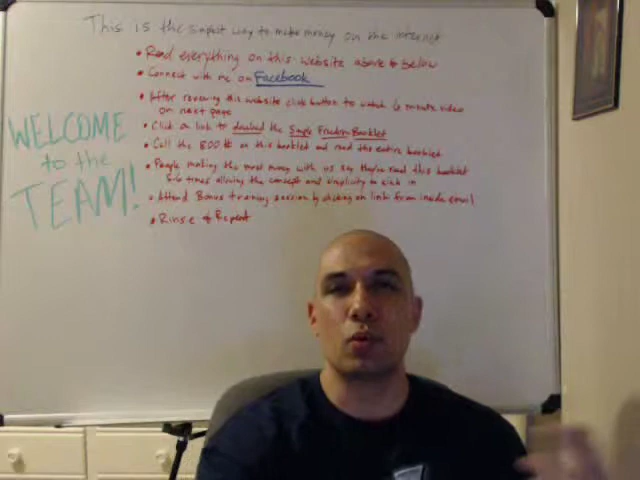 This is the simplest way to make money on the internet
• Read everything on this website above & below
• Connect with me on Facebook
• After reviewing this website click button to watch 6 minute video
on next page
• Click on link to download the Simple Freedom Booklet
• Call the 800# on this booklet and read the entire booklet
• People making the most money with us say they've read this booklet
5-6 times allowing the concept and simplicity to sink in
• Attend Bonus training session by clicking on link from inside email
• Rinse & Repeat
WELCOME
to the
TEAM!